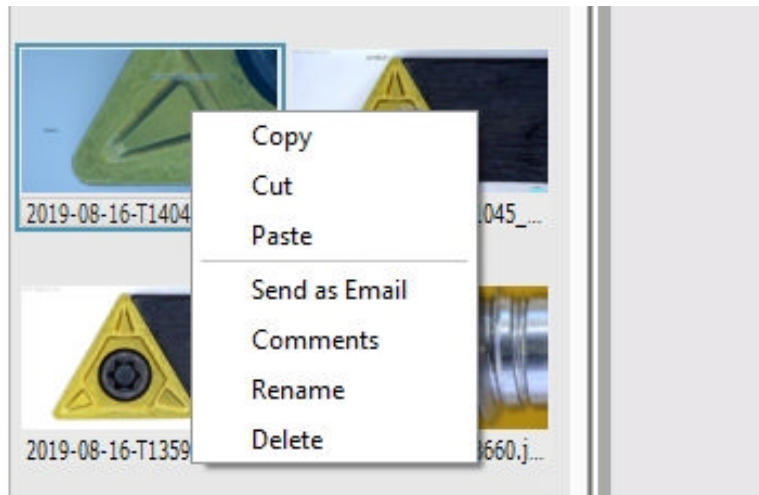 Copy
Cut
Paste
Send as Email
Comments
Rename
Delete
2019-08-16-T1404
1045_...
2019-08-16-T1359
3660.j...